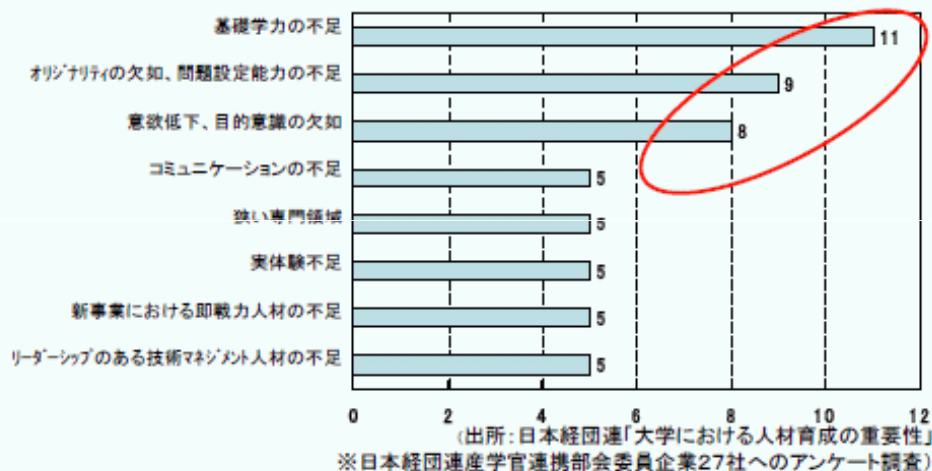 基礎学力の不足
11
オリジナリティの欠如、問題設定能力の不足
9
意欲低下、目的意識の欠如
8
コミュニケーションの不足
5
狭い専門領域
5
実体験不足
5
新事業における即戦力人材の不足
5
リーダーシップのある技術マネジメント人材の不足
5
0 2 4 6 8 10 12
(出所:日本経団連「大学における人材育成の重要性」
※日本経団連産学官連携部会委員企業27社へのアンケート調査)